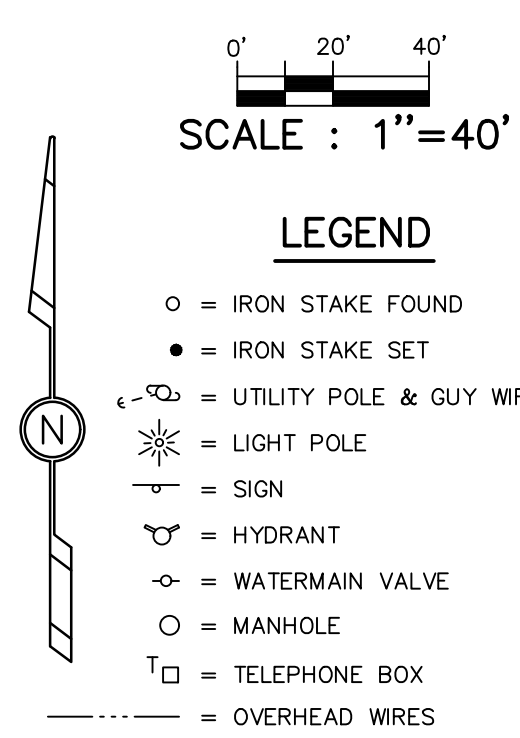 0' 20' 40'
SCALE : 1"=40'
LEGEND
= IRON STAKE FOUND
= IRON STAKE SET
= UTILITY POLE & GUY
= LIGHT POLE
= SIGN
N
= HYDRANT
= WATERMAIN VALVE
= MANHOLE
T = TELEPHONE BOX
= OVERHEAD WIRES